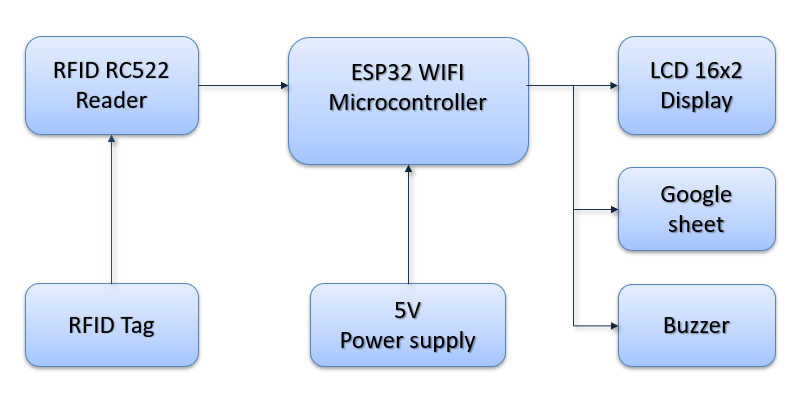 RFID RC522
Reader
ESP32 WIFI
Microcontroller
LCD 16x2
Display
Google
sheet
RFID Tag
5V
Power supply
Buzzer